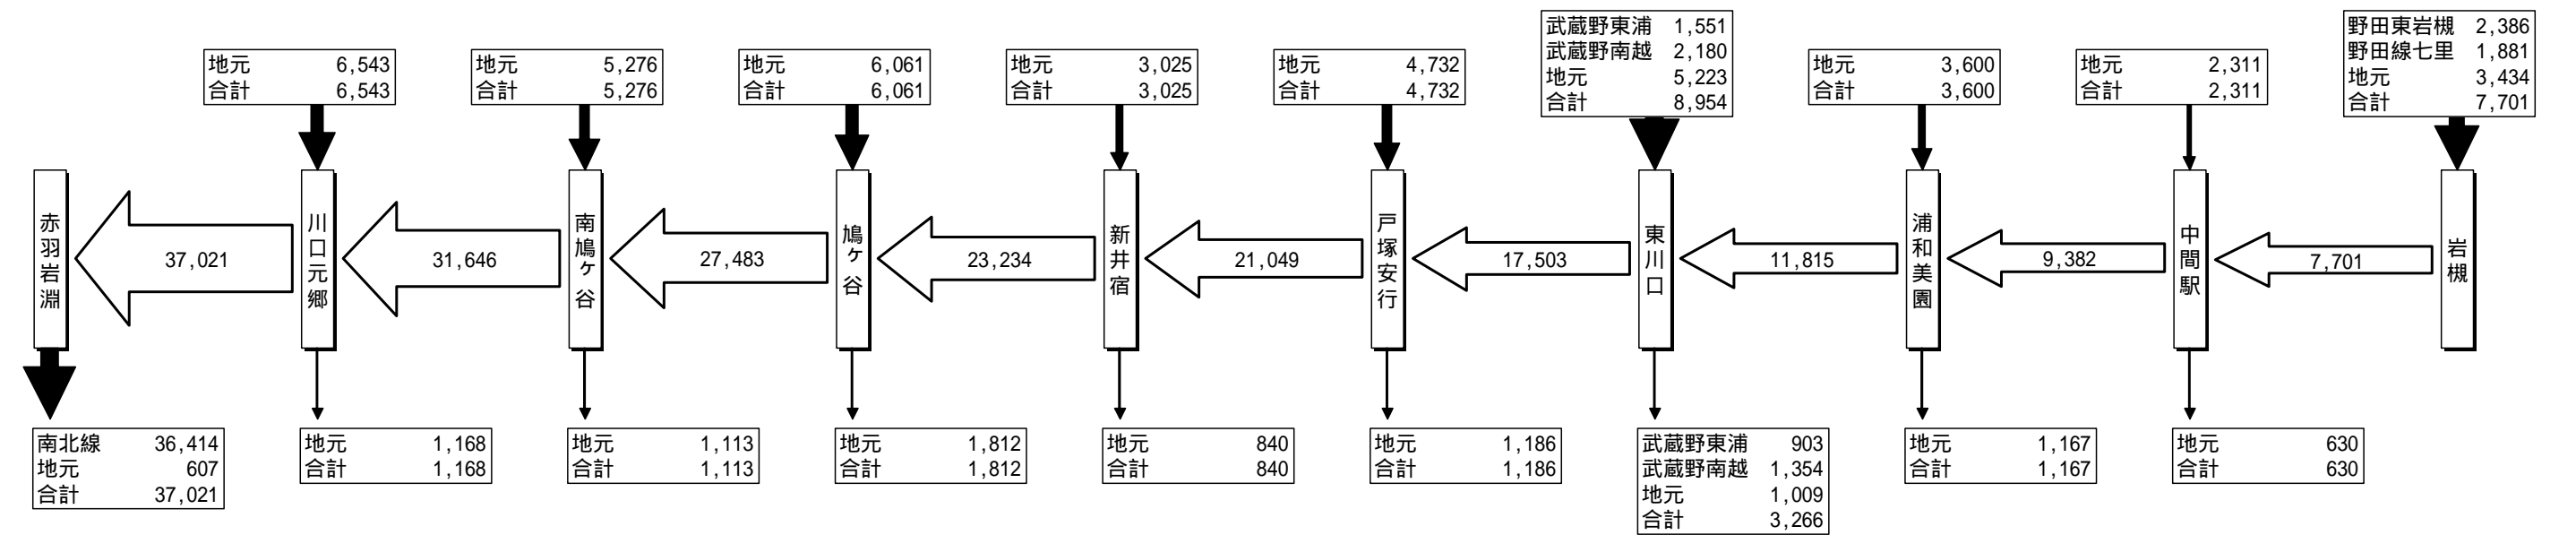 地元 6,543
合計 6,543
地元 5,276
合計 5,276
地元 6,061
合計 6,061
地元 3,025
合計 3,025
地元 4,732
合計 4,732
武蔵野東浦 1,551
武蔵野南越 2,180
地元 5,223
合計 8,954
地元 3,600
合計 3,600
地元 2,311
合計 2,311
野田東岩槻 2,386
野田線七里 1,881
地元 3,434
合計 7,701
赤羽岩淵
37,021
川口元郷
31,646
南鳩ヶ谷
27,483
鳩ヶ谷
23,234
新井宿
21,049
戸塚安行
17,503
東川口
11,815
浦和美園
9,382
中間駅
7,701
岩槻
南北線 36,414
地元 607
合計 37,021
地元 1,168
合計 1,168
地元 1,113
合計 1,113
地元 1,812
合計 1,812
地元 840
合計 840
地元 1,186
合計 1,186
武蔵野東浦 903
武蔵野南越 1,354
地元 1,009
合計 3,266
地元 1,167
合計 1,167
地元 630
合計 630